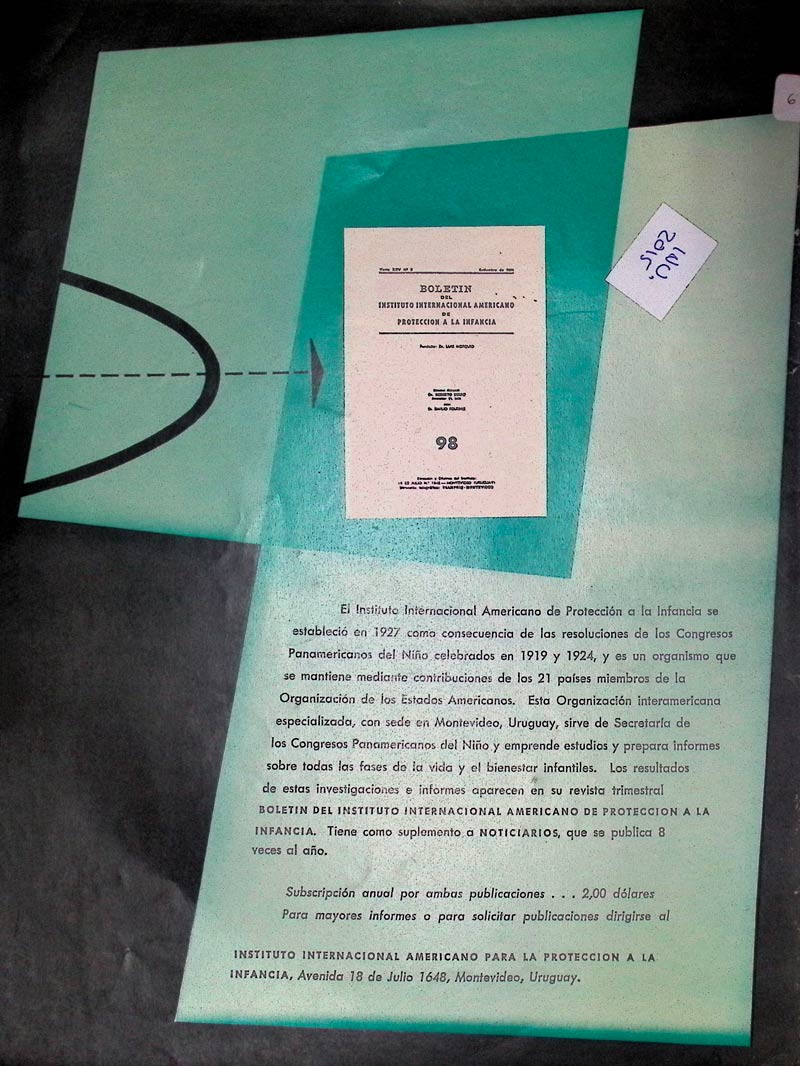 6
IAU.
2015
BOLETIN
DEL
INSTITUTO INTERNACIONAL AMERICANO
DE
PROTECCION A LA INFANCIA
Fundador: Dr. LUIS MORQUIO
98
El Instituto Internacional Americano de Protección a la Infancia se
estableció en 1927 como consecuencia de las resoluciones de los Congresos
Panamericanos del Niño celebrados en 1919 y 1924, y es un organismo que
se mantiene mediante contribuciones de los 21 países miembros de la
Organización de los Estados Americanos. Esta Organización interamericana
especializada, con sede en Montevideo, Uruguay, sirve de Secretaría de
los Congresos Panamericanos del Niño y emprende estudios y prepara informes
sobre todas las fases de la vida y el bienestar infantiles. Los resultados
de estas investigaciones e informes aparecen en su revista trimestral
BOLETIN DEL INSTITUTO INTERNACIONAL AMERICANO DE PROTECCION A LA
INFANCIA. Tiene como suplemento a NOTICIARIOS, que se publica 8
veces al año.
Subscripción anual por ambas publicaciones . . . 2,00 dólares
Para mayores informes o para solicitar publicaciones dirigirse al
INSTITUTO INTERNACIONAL AMERICANO PARA LA PROTECCION A LA
INFANCIA, Avenida 18 de Julio 1648, Montevideo, Uruguay.